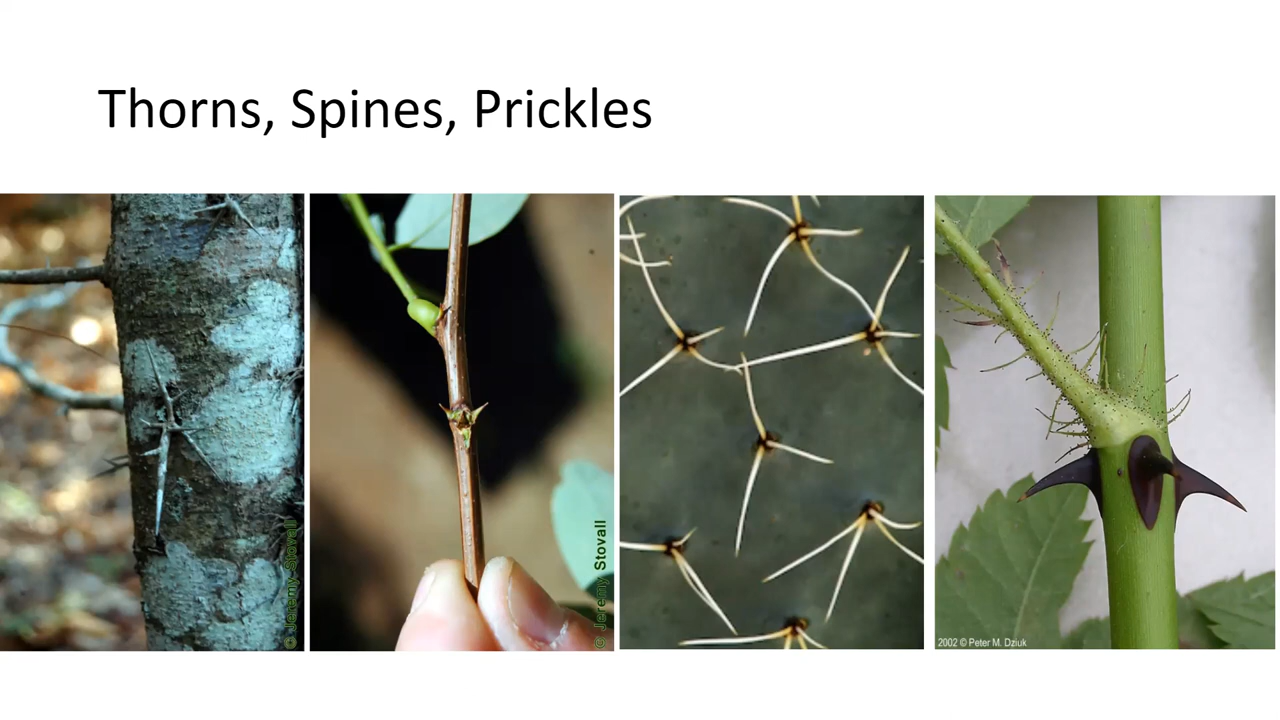 Thorns, Spines, Prickles
© Jeremy Stovall
© Jeremy Stovall
2002 © Peter M. Dziuk